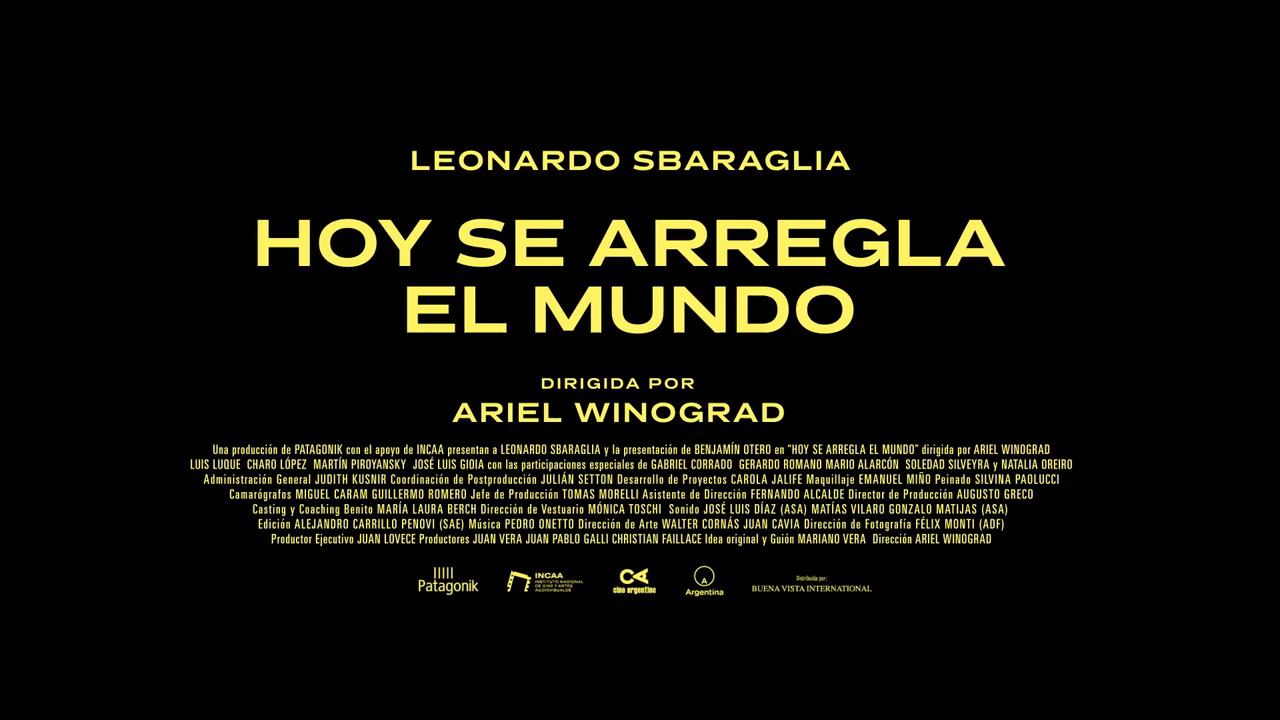 LEONARDO SBARAGLIA
HOY SE ARREGLA
EL MUNDO
DIRIGIDA POR
ARIEL WINOGRAD
Una producción de PATAGONIK con el apoyo de INCAA presentan a LEONARDO SBARAGLIA y la presentación de BENJAMÍN OTERO en "HOY SE ARREGLA EL MUNDO" dirigida por ARIEL WINOGRAD
LUIS LUQUE CHARO LÓPEZ MARTÍN PIROYANSKY JOSÉ LUIS GIOIA con las participaciones especiales de GABRIEL CORRADO GERARDO ROMANO MARIO ALARCÓN SOLEDAD SILVEYRA y NATALIA OREIRO
Administración General JUDITH KUSNIR Coordinación de Postproducción JULIÁN SETTON Desarrollo de Proyectos CAROLA JALIFE Maquillaje EMANUEL MIÑO Peinado SILVINA PAOLUCCI
Camarógrafos MIGUEL CARAM GUILLERMO ROMERO Jefe de Producción TOMAS MORELLI Asistente de Dirección FERNANDO ALCALDE Director de Producción AUGUSTO GRECO
Casting y Coaching Benito MARÍA LAURA BERCH Dirección de Vestuario MÓNICA TOSCHI Sonido JOSÉ LUIS DÍAZ (ASA) MATÍAS VILARO GONZALO MATIJAS (ASA)
Edición ALEJANDRO CARRILLO PENOVI (SAE) Música PEDRO ONETTO Dirección de Arte WALTER CORNÁS JUAN CAVIA Dirección de Fotografía FÉLIX MONTI (ADF)
Productor Ejecutivo JUAN LOVECE Productores JUAN VERA JUAN PABLO GALLI CHRISTIAN FAILLACE Idea original y Guión MARIANO VERA Dirección ARIEL WINOGRAD
Patagonik
INCAA
INSTITUTO NACIONAL
DE CINE Y ARTES
AUDIOVISUALES
CA
cine argentino
A
Argentina
Distribuida por:
BUENA VISTA INTERNATIONAL